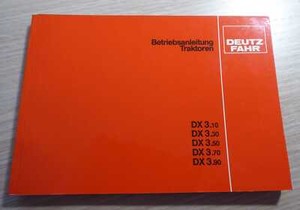 Betriebsanleitung
Traktoren
DEUTZ
FAHR
DX 3.10
DX 3.30
DX 3.50
DX 3.70
DX 3.90